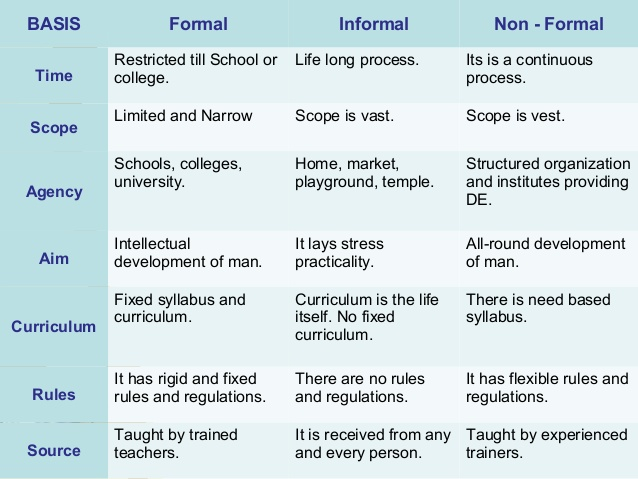 BASIS Formal Informal Non - Formal
Time
Restricted till School or
college.
Life long process.
Its is a continuous
process.
Scope
Limited and Narrow
Scope is vast.
Scope is vest.
Agency
Schools, colleges,
university.
Home, market,
playground, temple.
Structured organization
and institutes providing
DE.
Aim
Intellectual
development of man.
It lays stress
practicality.
All-round development
of man.
Curriculum
Fixed syllabus and
curriculum.
Curriculum is the life
itself. No fixed
curriculum.
There is need based
syllabus.
Rules
It has rigid and fixed
rules and regulations.
There are no rules
and regulations.
It has flexible rules and
regulations.
Source
Taught by trained
teachers.
It is received from any
and every person.
Taught by experienced
trainers.